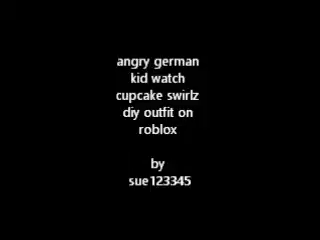 angry german
kid watch
cupcake swirlz
diy outfit on
roblox
by
sue123345